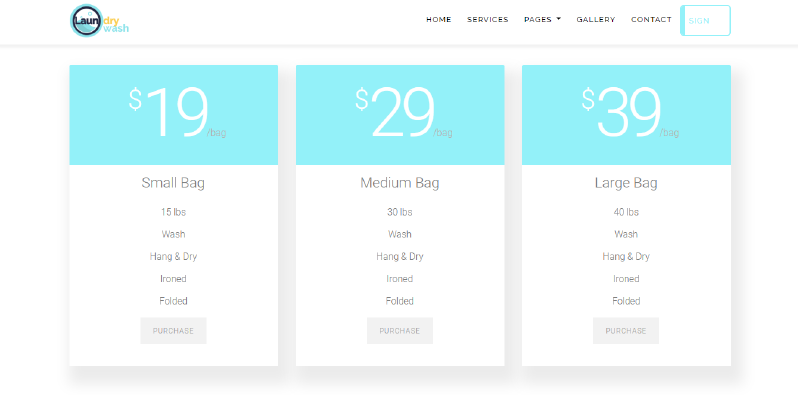 Laundry
wash
HOME SERVICES PAGES GALLERY CONTACT SIGN
$19/bag
Small Bag
15 lbs
Wash
Hang & Dry
Ironed
Folded
PURCHASE
$29/bag
Medium Bag
30 lbs
Wash
Hang & Dry
Ironed
Folded
PURCHASE
$39/bag
Large Bag
40 lbs
Wash
Hang & Dry
Ironed
Folded
PURCHASE